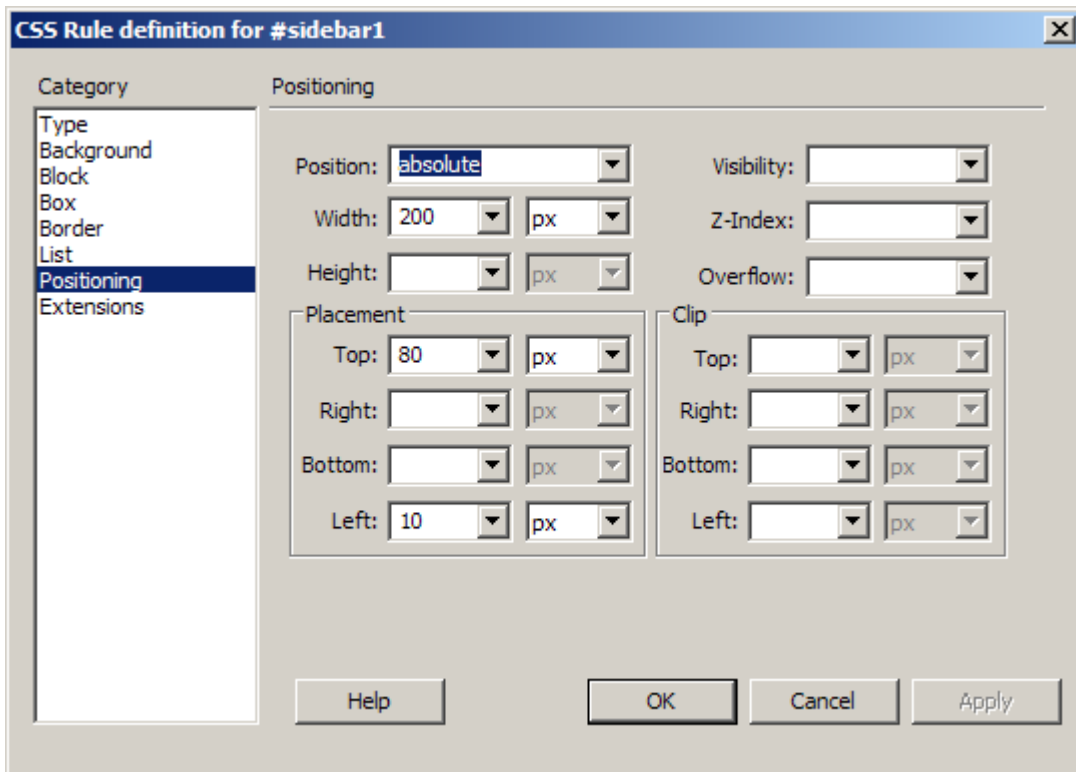 CSS Rule definition for #sidebar1
Category
Positioning
Type
Background
Block
Box
Border
List
Positioning
Extensions
Position: absolute Visibility:
Width: 200 px Z-Index:
Height: px Overflow:
Placement Clip
Top: 80 px Top: px
Right: px Right: px
Bottom: px Bottom: px
Left: 10 px Left: px
Help OK Cancel Apply